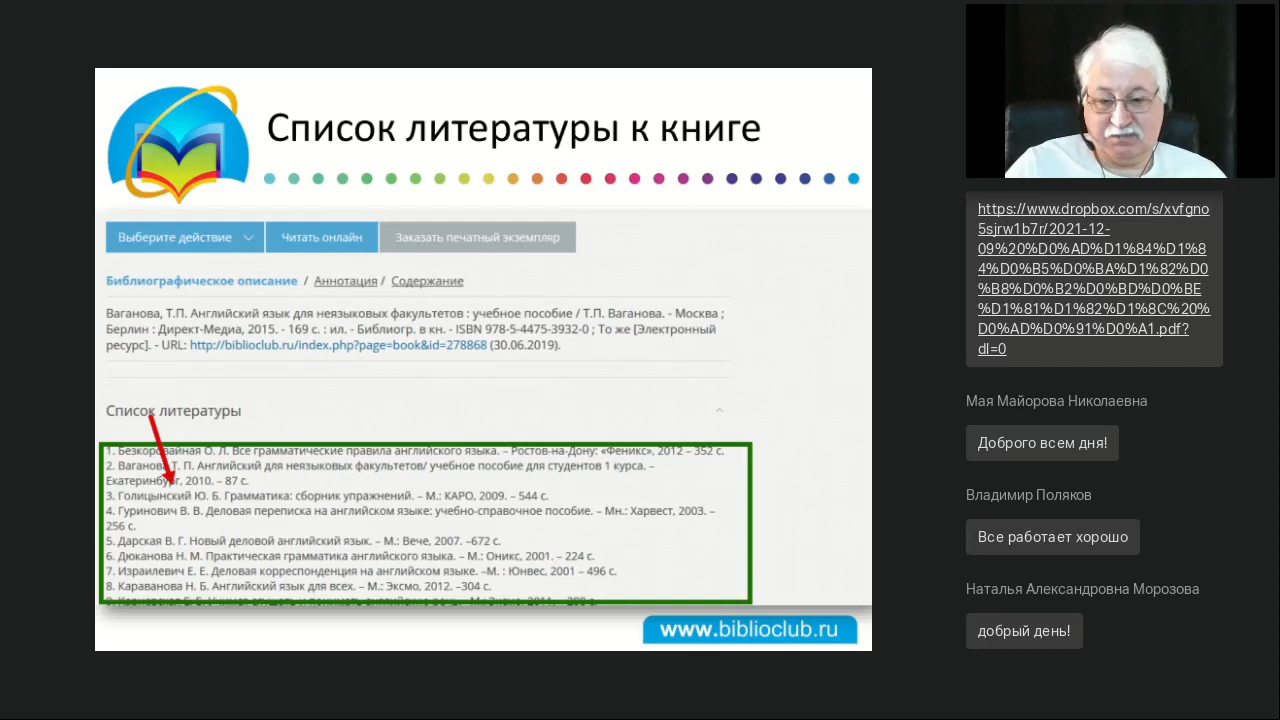 Список литературы к книге
Выберите действие
Читать онлайн
Заказать печатный экземпляр
Библиографическое описание / Аннотация / Содержание
Ваганова, Т.П. Английский язык для неязыковых факультетов : учебное пособие / Т.П. Ваганова. - Москва ;
Берлин : Директ-Медиа, 2015. - 169 с. : ил. - Библиогр. в кн. - ISBN 978-5-4475-3932-0 ; То же [Электронный
ресурс]. - URL: http://biblioclub.ru/index.php?page=book&id=278868 (30.06.2019).
Список литературы
1. Безкоровайная О. Л. Все грамматические правила английского языка. – Ростов-на-Дону: «Феникс», 2012 – 352 с.
2. Ваганова Т. П. Английский для неязыковых факультетов/ учебное пособие для студентов 1 курса. –
Екатеринбург, 2010. – 87 с.
3. Голицынский Ю. Б. Грамматика: сборник упражнений. – М.: КАРО, 2009. – 544 с.
4. Гуринович В. В. Деловая переписка на английском языке: учебно-справочное пособие. – Мн.: Харвест, 2003. –
256 с.
5. Дарская В. Г. Новый деловой английский язык. – М.: Вече, 2007. –672 с.
6. Дюканова Н. М. Практическая грамматика английского языка. – М.: Оникс, 2001. – 224 с.
7. Израилевич Е. Е. Деловая корреспонденция на английском языке. –М. : Юнвес, 2001 – 496 с.
8. Караванова Н. Б. Английский язык для всех. – М.: Эксмо, 2012. –304 с.
www.biblioclub.ru
https://www.dropbox.com/s/xvfgno
5sjrw1b7r/2021-12-
09%20%D0%AD%D1%84%D1%8
4%D0%B5%D0%BA%D1%82%D0
%B8%D0%B2%D0%BD%D0%BE
%D1%81%D1%82%D1%8C%20%
D0%AD%D0%91%D0%A1.pdf?
dl=0
Мая Майорова Николаевна
Доброго всем дня!
Владимир Поляков
Все работает хорошо
Наталья Александровна Морозова
добрый день!